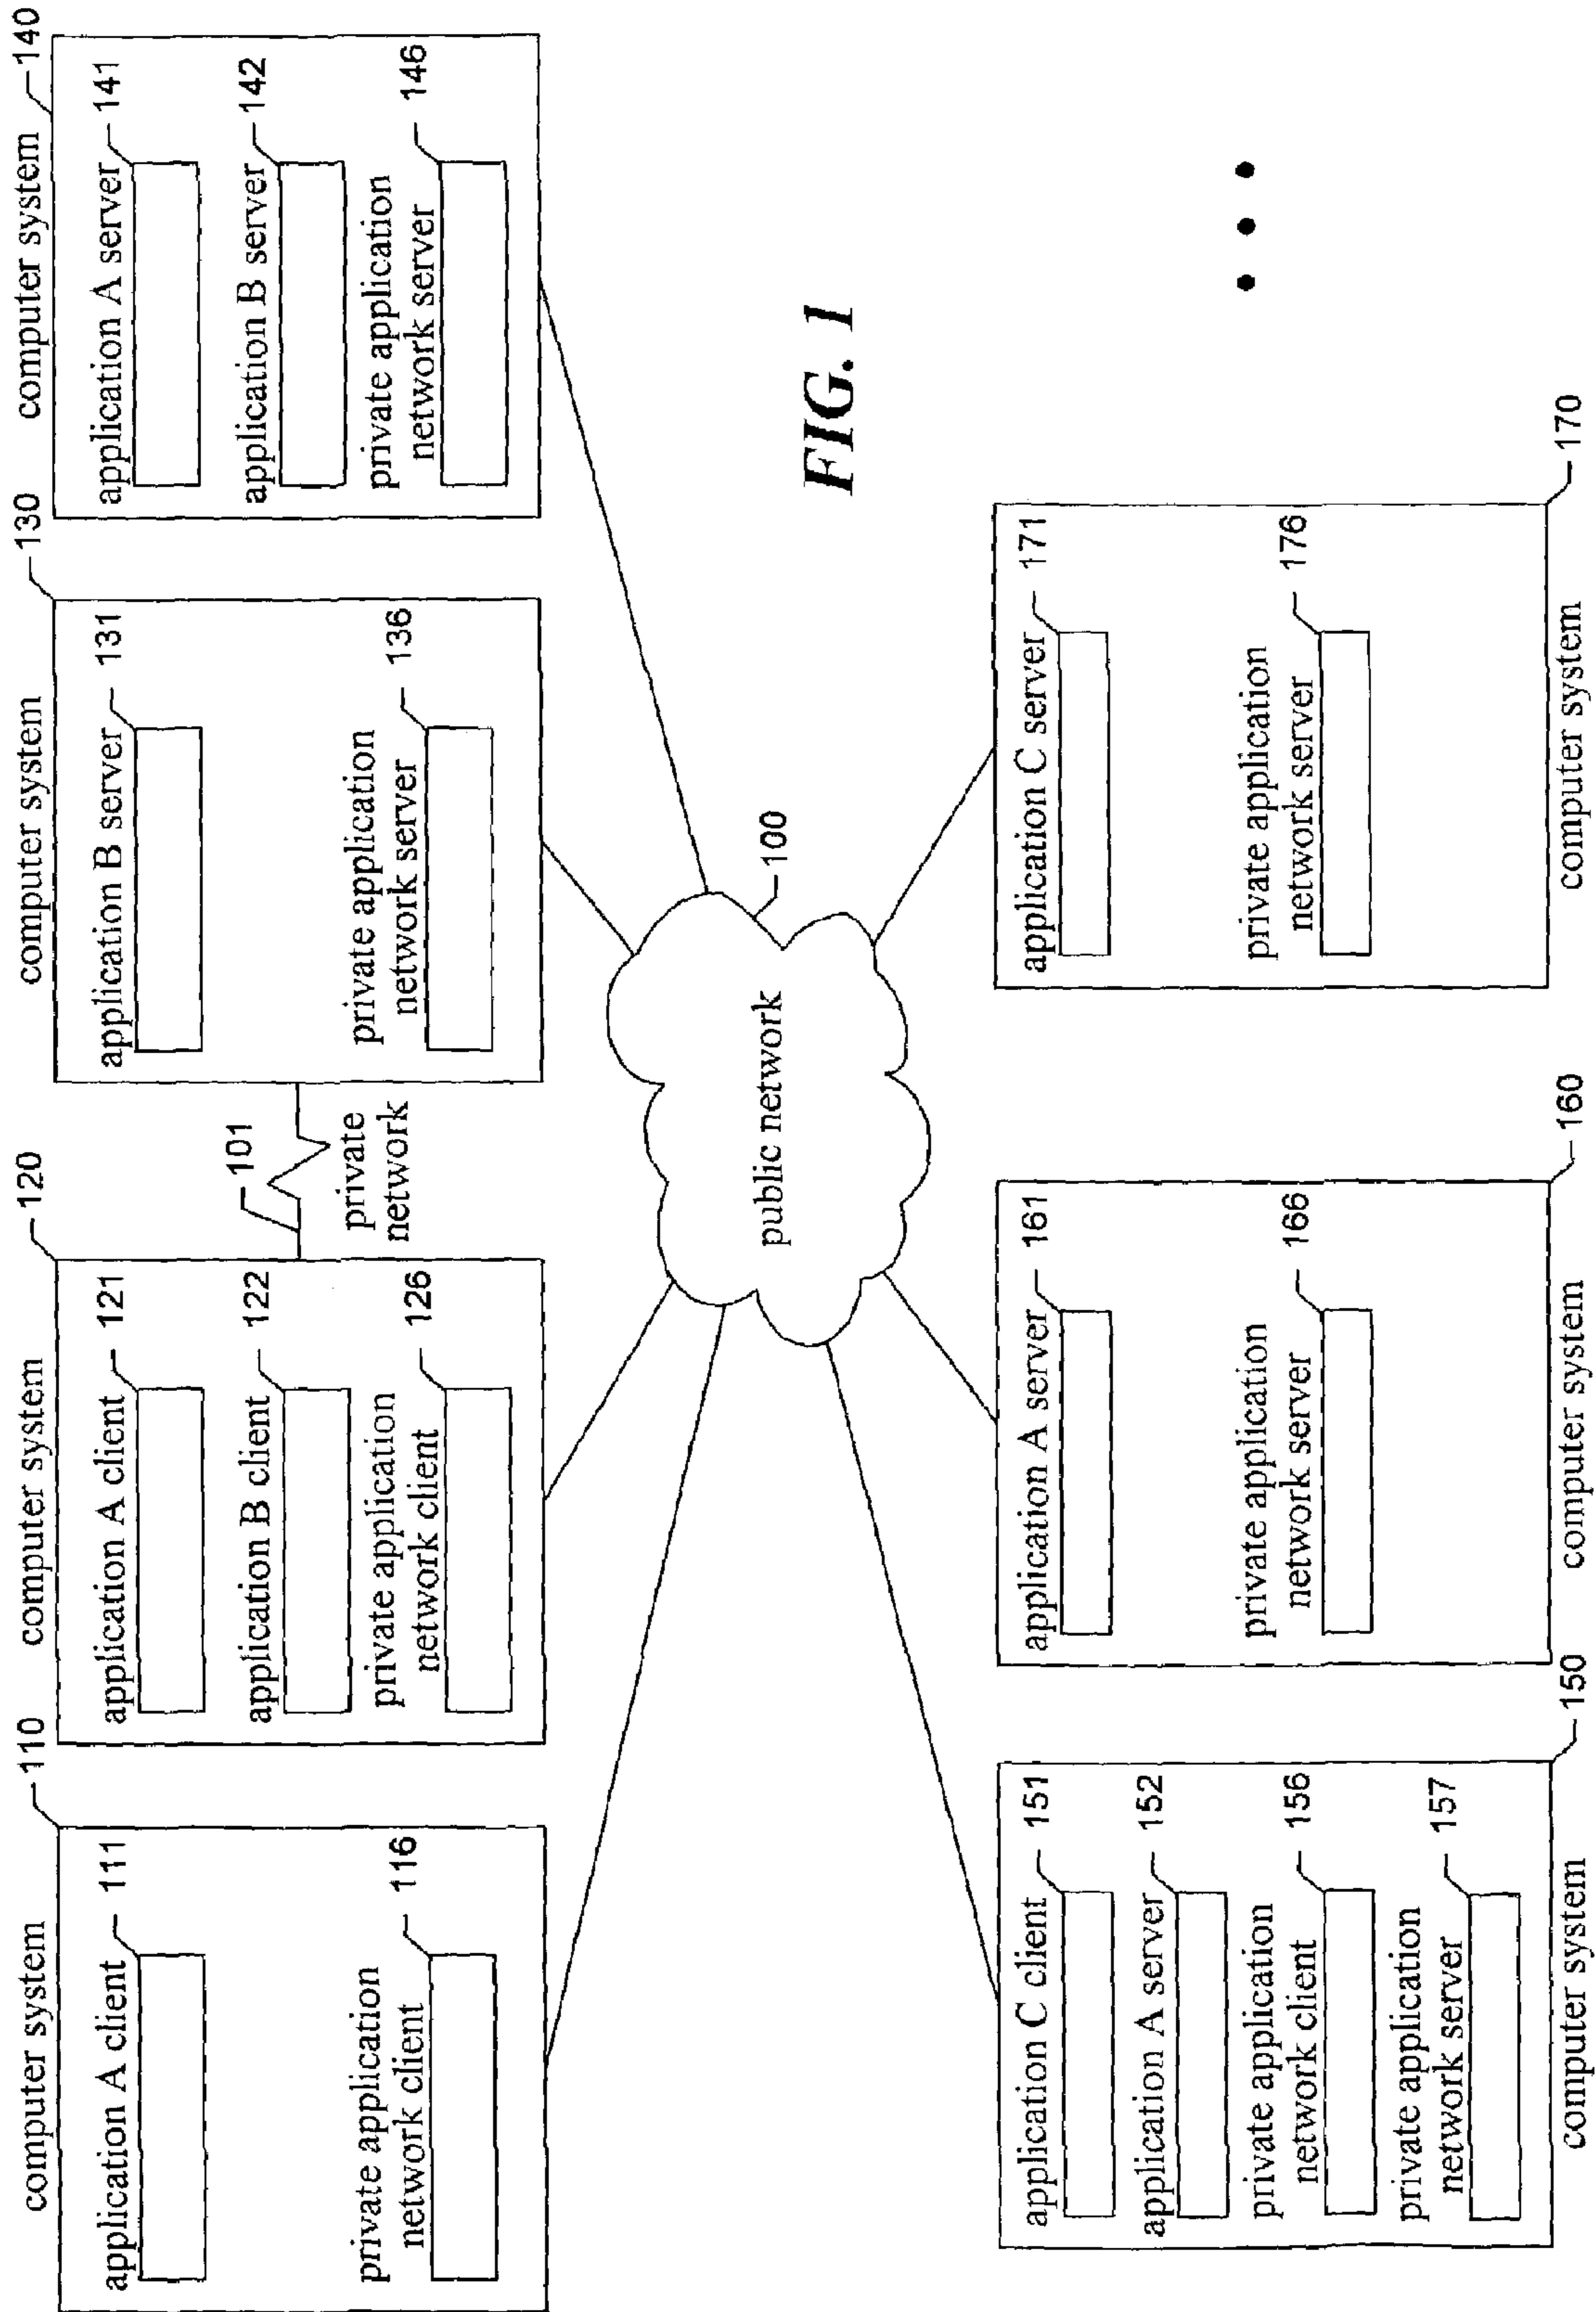 computer system 110
application A client 111
private application
network client 116
computer system 120
application A client 121
application B client 122
private application
network client 126
101
private
network
computer system 130
application B server 131
private application
network server 136
computer system 140
application A server 141
application B server 142
private application
network server 146
public network
100
FIG. 1
application C client 151
application A server 152
private application
network client 156
private application
network server 157
computer system 150
application A server 161
private application
network server 166
computer system 160
application C server 171
private application
network server 176
computer system 170